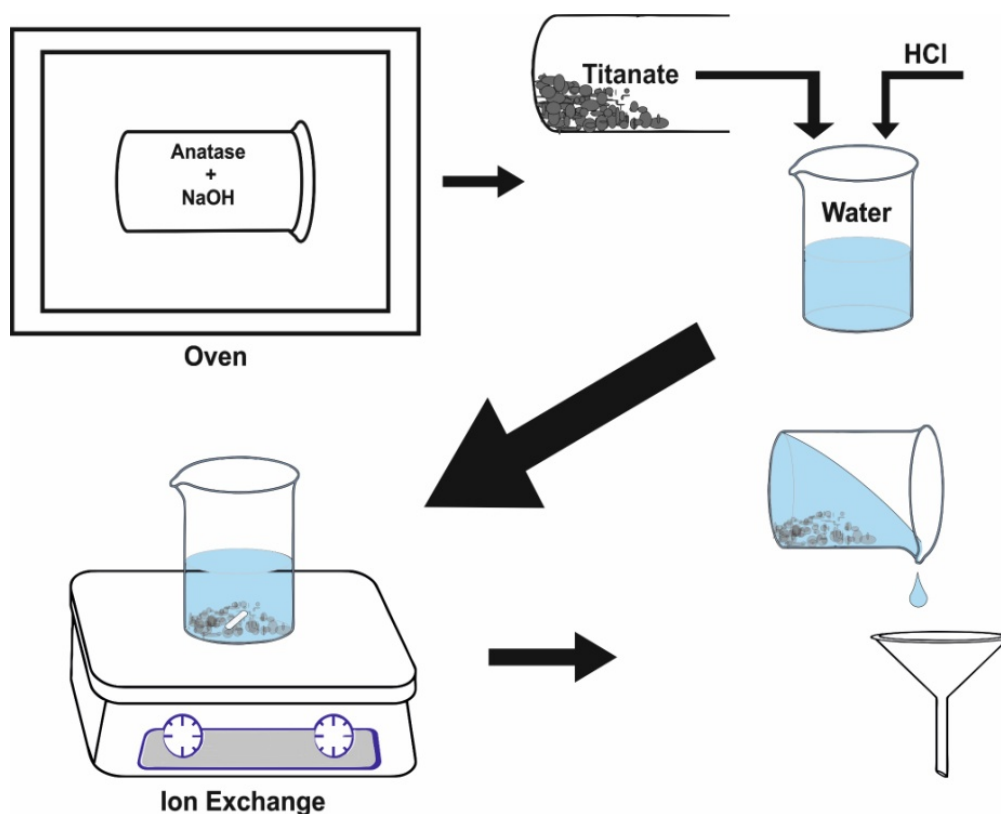 Anatase
+
NaOH
Oven
Titanate
HCl
Water
Ion Exchange